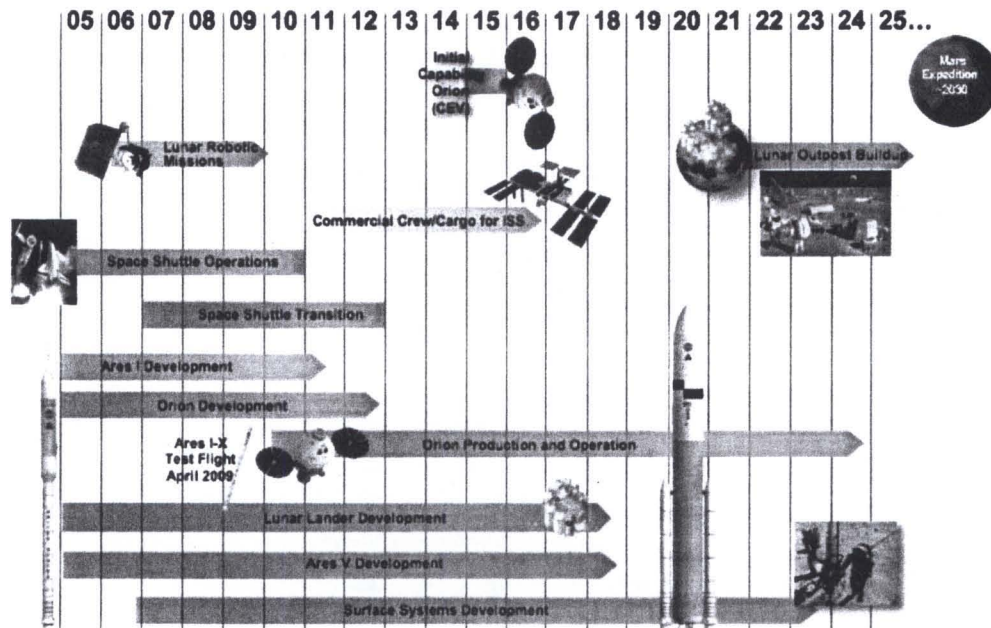 05 06 07 08 09 10 11 12 13 14 15 16 17 18 19 20 21 22 23 24 25...
Mars
Expedition
~2030
Initial
Capability
Orion
(CEV)
Lunar Robotic
Missions
Lunar Outpost Buildup
Commercial Crew/Cargo for ISS
Space Shuttle Operations
Space Shuttle Transition
Ares I Development
Orion Development
Ares I-X
Test Flight
April 2009
Orion Production and Operation
Lunar Lander Development
Ares V Development
Surface Systems Development